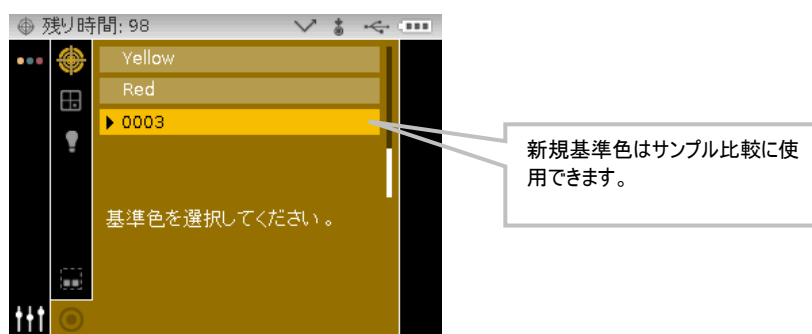 残り時間: 98
Yellow
Red
0003
基準色を選択してください。
新規基準色はサンプル比較に使
用できます。